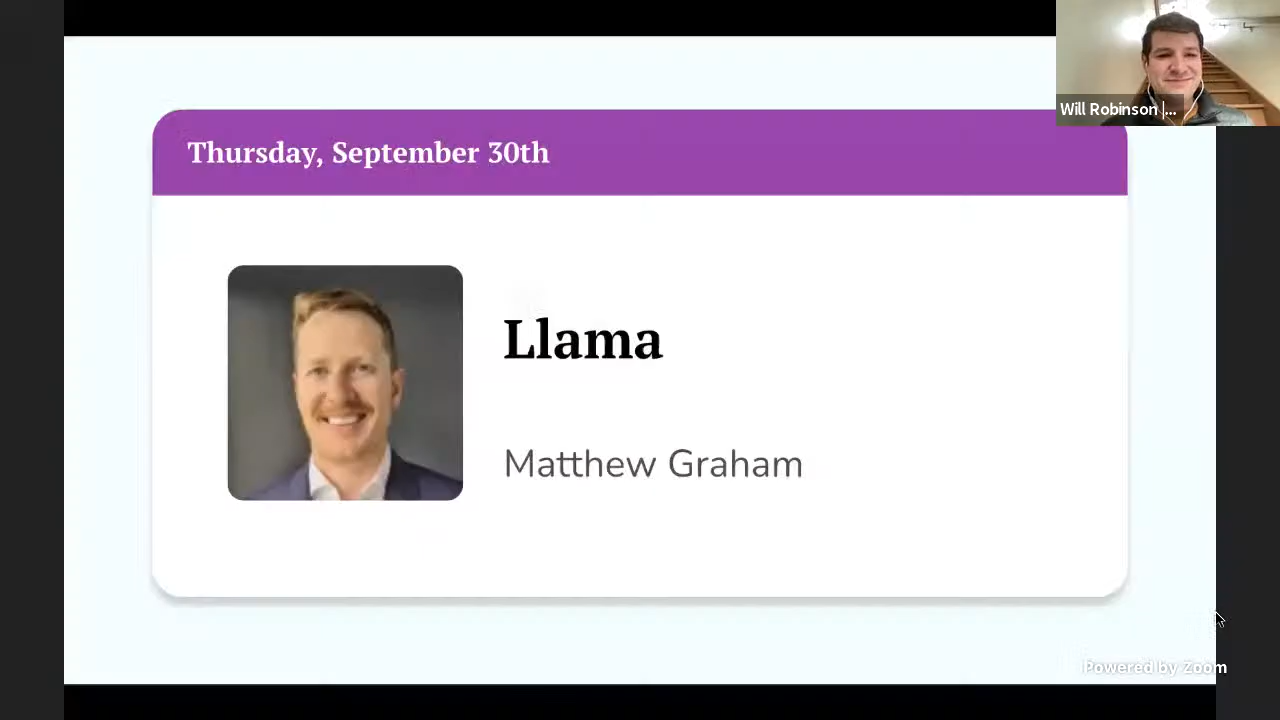 Will Robinson |...
Thursday, September 30th
Llama
Matthew Graham
Powered by Zoom